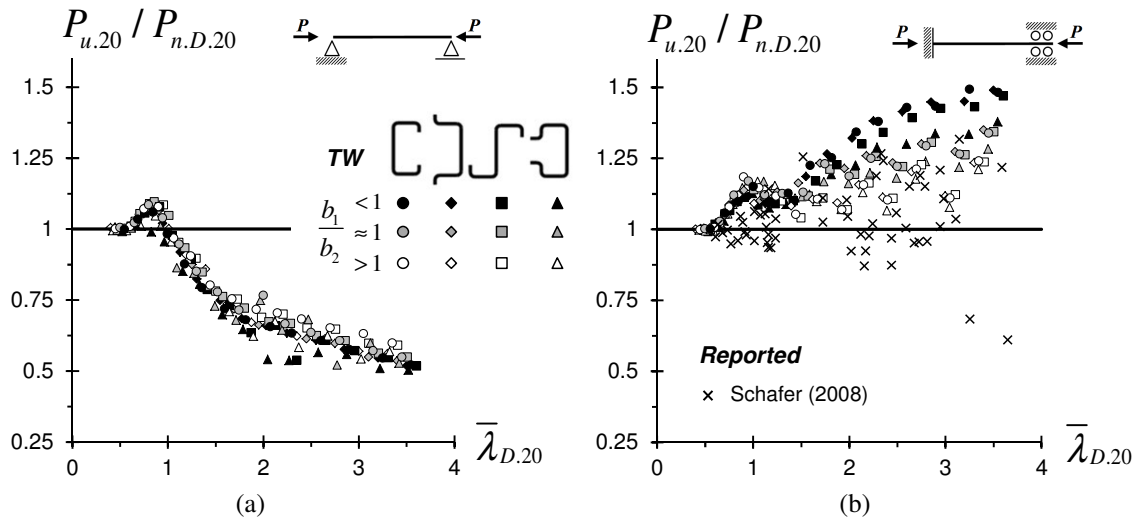 P_{u.20} / P_{n.D.20}
P P
1.5
1.25
1
0.75
0.5
0.25
0 1 2 3 4
TW
b_1 / b_2
< 1
≈ 1
> 1
\overline{λ}_{D.20}
(a)
P_{u.20} / P_{n.D.20}
P P
1.5
1.25
1
0.75
0.5
0.25
0 1 2 3 4
Reported
× Schafer (2008)
\overline{λ}_{D.20}
(b)